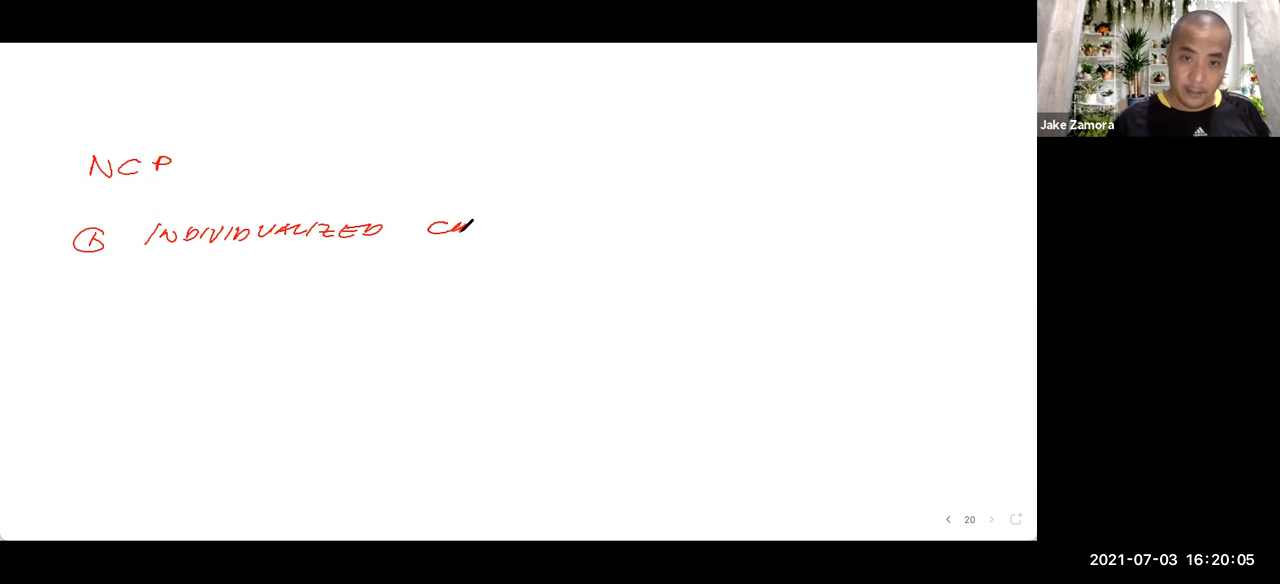 Jake Zamora
NCP
① INDIVIDUALIZED
20
2021-07-03 16:20:05